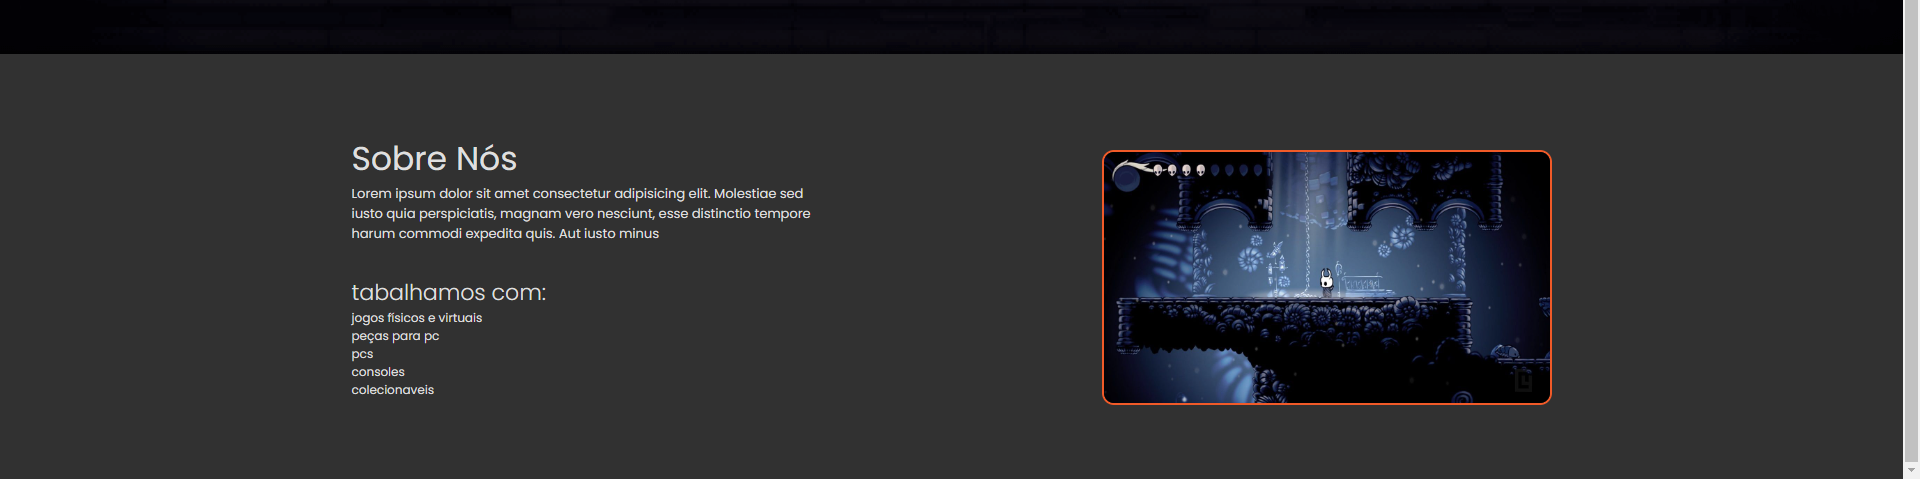 Sobre Nós
Lorem ipsum dolor sit amet consectetur adipisicing elit. Molestiae sed
iusto quia perspiciatis, magnam vero nesciunt, esse distinctio tempore
harum commodi expedita quis. Aut iusto minus
tabalhamos com:
jogos físicos e virtuais
peças para pc
pcs
consoles
colecionaveis